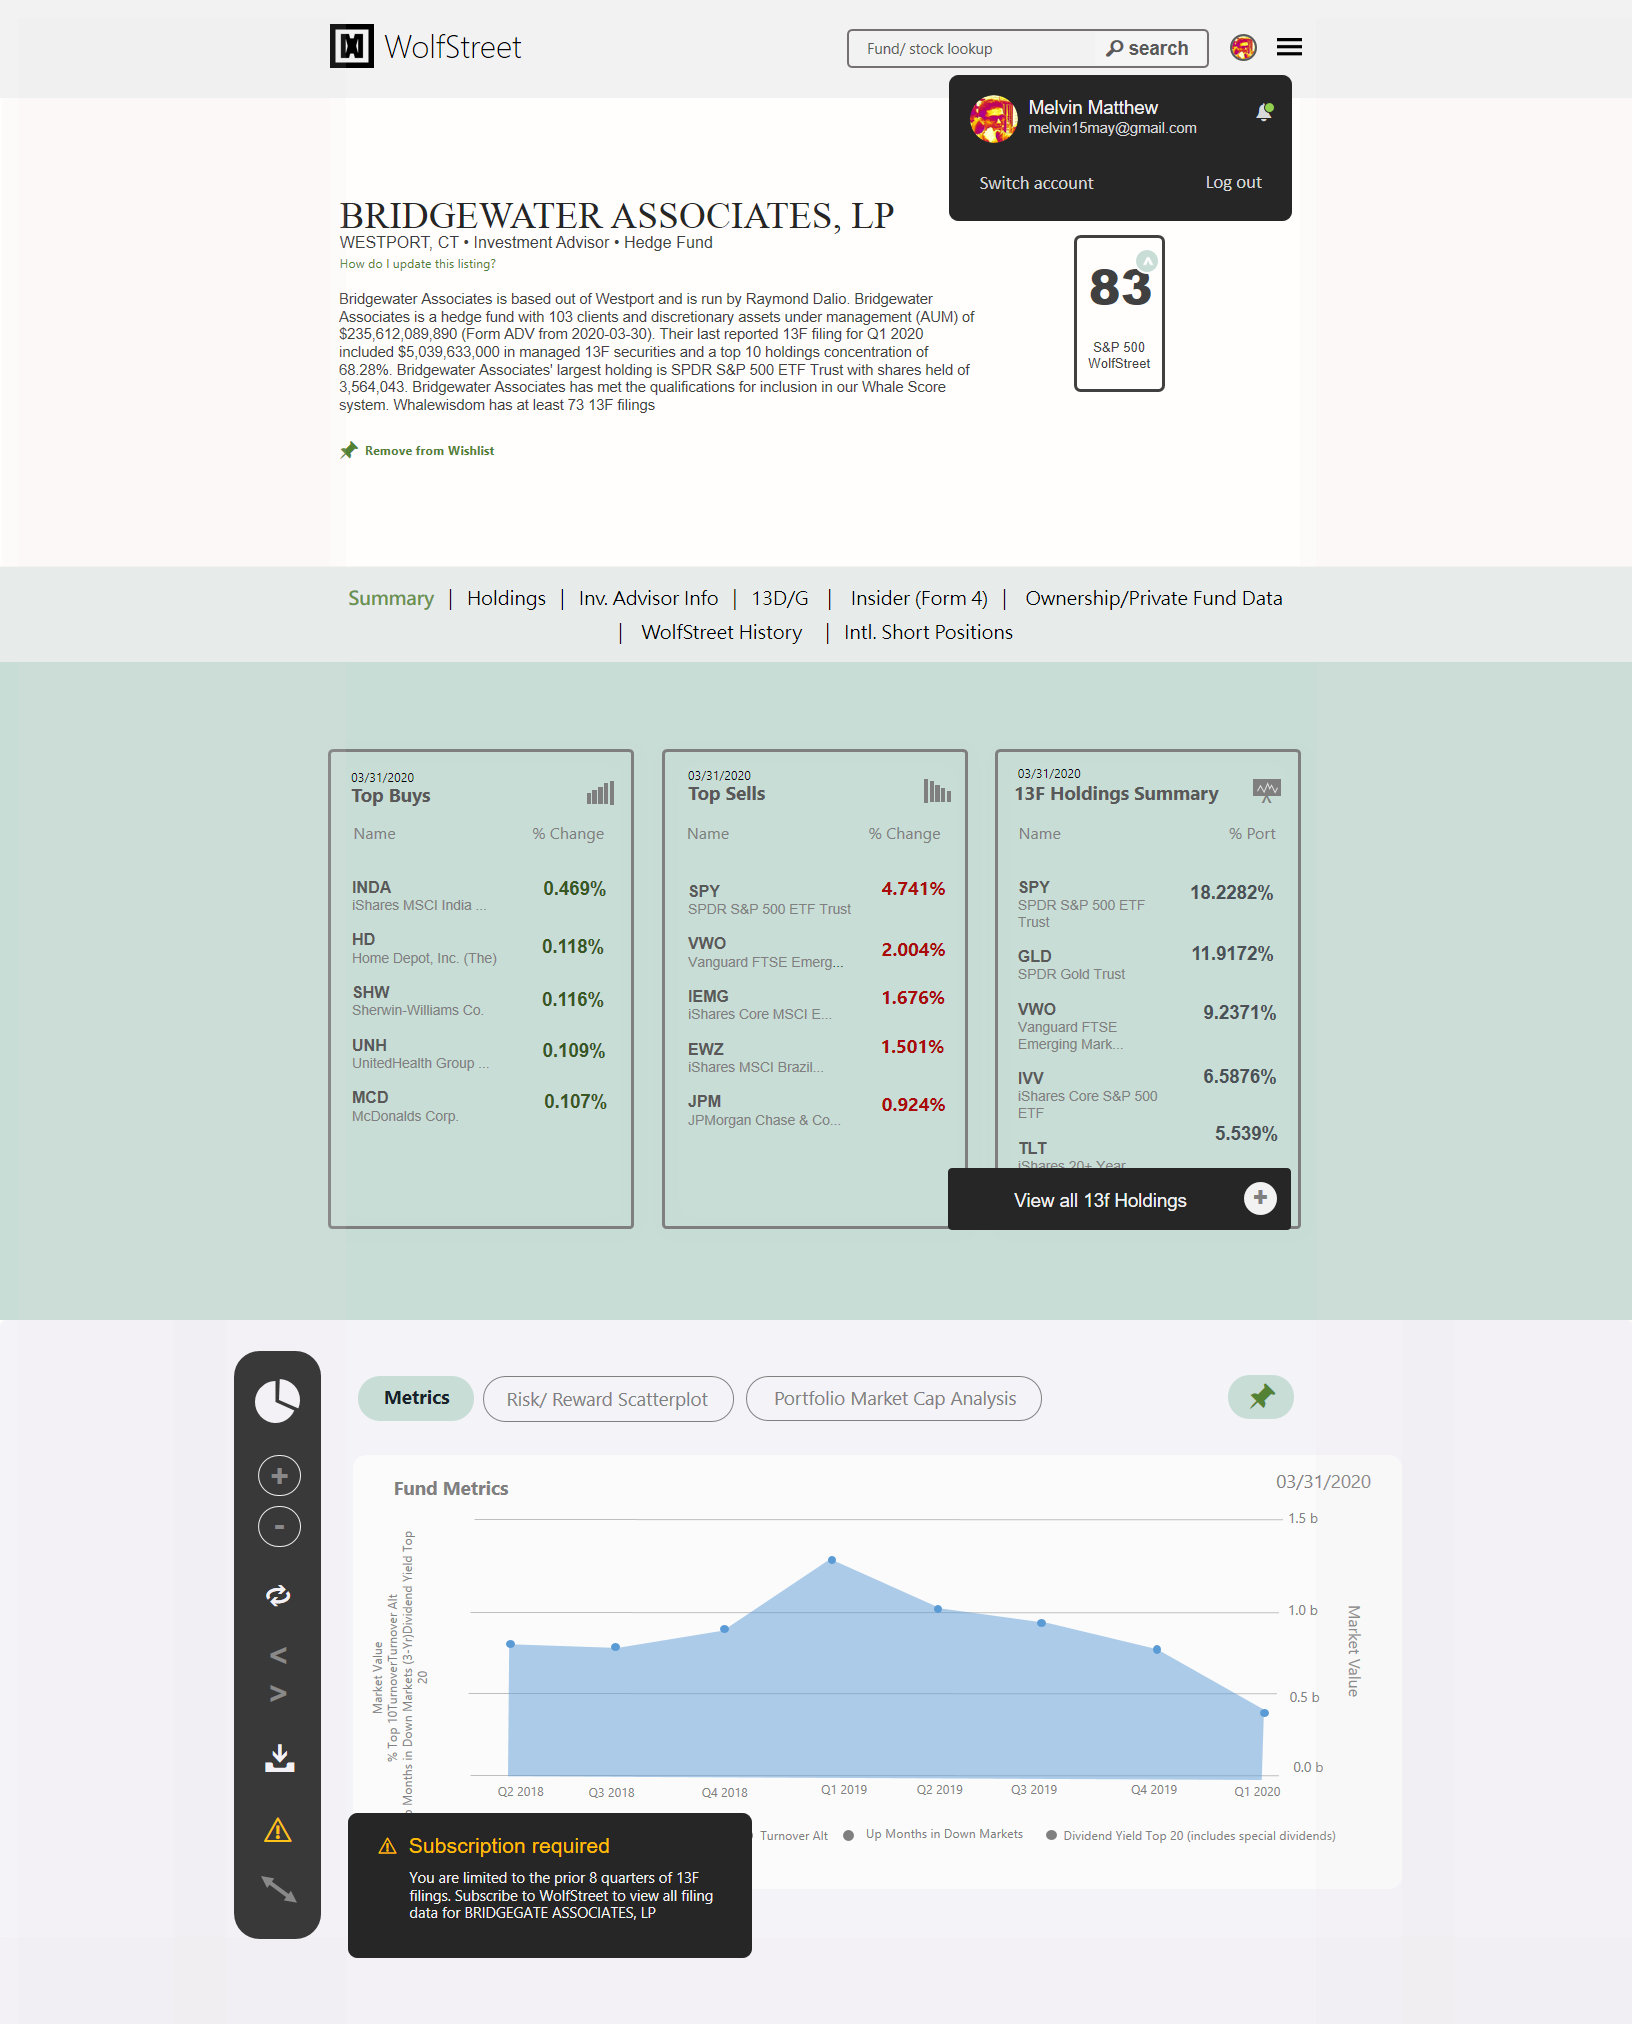 WolfStreet
Fund/ stock lookup
search
Melvin Matthew
melvin15may@gmail.com
Switch account
Log out
BRIDGEWATER ASSOCIATES, LP
WESTPORT, CT • Investment Advisor • Hedge Fund
How do I update this listing?
Bridgewater Associates is based out of Westport and is run by Raymond Dalio. Bridgewater
Associates is a hedge fund with 103 clients and discretionary assets under management (AUM) of
$235,612,089,890 (Form ADV from 2020-03-30). Their last reported 13F filing for Q1 2020
included $5,039,633,000 in managed 13F securities and a top 10 holdings concentration of
68.28%. Bridgewater Associates' largest holding is SPDR S&P 500 ETF Trust with shares held of
3,564,043. Bridgewater Associates has met the qualifications for inclusion in our Whale Score
system. Whalewisdom has at least 73 13F filings
83
S&P 500
WolfStreet
Remove from Wishlist
Summary | Holdings | Inv. Advisor Info | 13D/G | Insider (Form 4) | Ownership/Private Fund Data
| WolfStreet History | Intl. Short Positions
03/31/2020
Top Buys
Name % Change
INDA 0.469%
iShares MSCI India ...
HD 0.118%
Home Depot, Inc. (The)
SHW 0.116%
Sherwin-Williams Co.
UNH 0.109%
UnitedHealth Group ...
MCD 0.107%
McDonalds Corp.
03/31/2020
Top Sells
Name % Change
SPY 4.741%
SPDR S&P 500 ETF Trust
VWO 2.004%
Vanguard FTSE Emerg...
IEMG 1.676%
iShares Core MSCI E...
EWZ 1.501%
iShares MSCI Brazil...
JPM 0.924%
JPMorgan Chase & Co...
03/31/2020
13F Holdings Summary
Name % Port
SPY 18.2282%
SPDR S&P 500 ETF
Trust
GLD 11.9172%
SPDR Gold Trust
VWO 9.2371%
Vanguard FTSE
Emerging Mark...
IVV 6.5876%
iShares Core S&P 500
ETF
TLT 5.539%
iShares 20+ Year
View all 13f Holdings
Metrics
Risk/ Reward Scatterplot
Portfolio Market Cap Analysis
Fund Metrics
03/31/2020
1.5 b
1.0 b
0.5 b
0.0 b
Market Value
Market Value
% Top 10TurnoverTurnover Alt
Months in Down Markets (3-Yr)Dividend Yield Top
20
Q2 2018 Q3 2018 Q4 2018 Q1 2019 Q2 2019 Q3 2019 Q4 2019 Q1 2020
Turnover Alt
Up Months in Down Markets
Dividend Yield Top 20 (includes special dividends)
Subscription required
You are limited to the prior 8 quarters of 13F
filings. Subscribe to WolfStreet to view all filing
data for BRIDGEGATE ASSOCIATES, LP